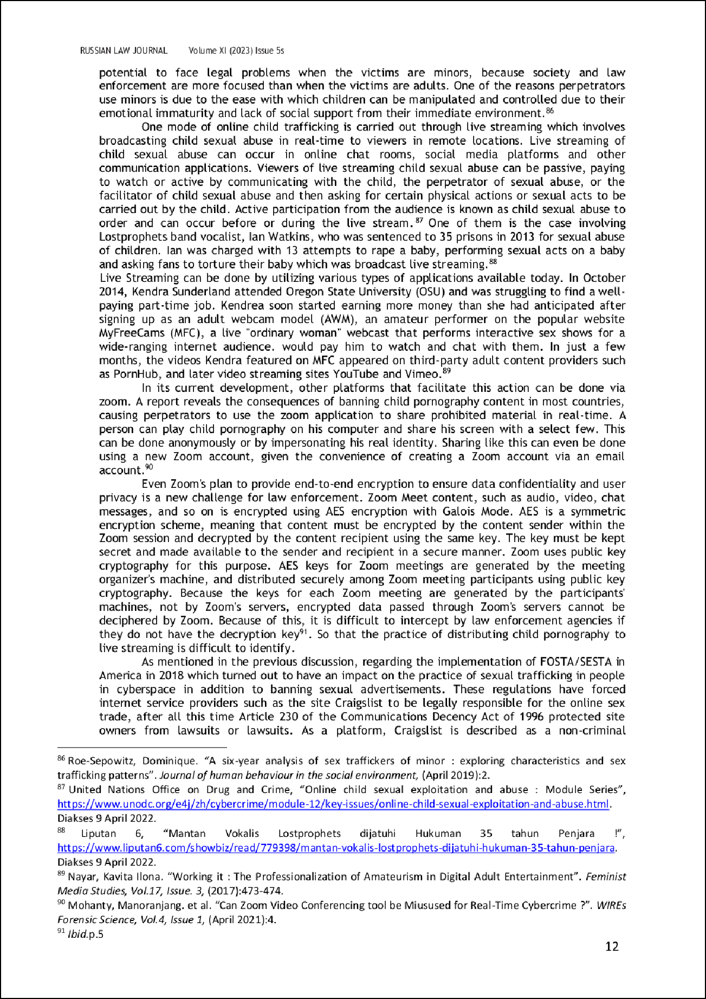 RUSSIAN LAW JOURNAL Volume XI (2023) Issue 5s
potential to face legal problems when the victims are minors, because society and law
enforcement are more focused than when the victims are adults. One of the reasons perpetrators
use minors is due to the ease with which children can be manipulated and controlled due to their
emotional immaturity and lack of social support from their immediate environment.86
One mode of online child trafficking is carried out through live streaming which involves
broadcasting child sexual abuse in real-time to viewers in remote locations. Live streaming of
child sexual abuse can occur in online chat rooms, social media platforms and other
communication applications. Viewers of live streaming child sexual abuse can be passive, paying
to watch or active by communicating with the child, the perpetrator of sexual abuse, or the
facilitator of child sexual abuse and then asking for certain physical actions or sexual acts to be
carried out by the child. Active participation from the audience is known as child sexual abuse to
order and can occur before or during the live stream.87 One of them is the case involving
Lostprophets band vocalist, Ian Watkins, who was sentenced to 35 prisons in 2013 for sexual abuse
of children. Ian was charged with 13 attempts to rape a baby, performing sexual acts on a baby
and asking fans to torture their baby which was broadcast live streaming.88
Live Streaming can be done by utilizing various types of applications available today. In October
2014, Kendra Sunderland attended Oregon State University (OSU) and was struggling to find a well-
paying part-time job. Kendrea soon started earning more money than she had anticipated after
signing up as an adult webcam model (AWM), an amateur performer on the popular website
MyFreeCams (MFC), a live "ordinary woman" webcast that performs interactive sex shows for a
wide-ranging internet audience. would pay him to watch and chat with them. In just a few
months, the videos Kendra featured on MFC appeared on third-party adult content providers such
as PornHub, and later video streaming sites YouTube and Vimeo.89
In its current development, other platforms that facilitate this action can be done via
zoom. A report reveals the consequences of banning child pornography content in most countries,
causing perpetrators to use the zoom application to share prohibited material in real-time. A
person can play child pornography on his computer and share his screen with a select few. This
can be done anonymously or by impersonating his real identity. Sharing like this can even be done
using a new Zoom account, given the convenience of creating a Zoom account via an email
account.90
Even Zoom's plan to provide end-to-end encryption to ensure data confidentiality and user
privacy is a new challenge for law enforcement. Zoom Meet content, such as audio, video, chat
messages, and so on is encrypted using AES encryption with Galois Mode. AES is a symmetric
encryption scheme, meaning that content must be encrypted by the content sender within the
Zoom session and decrypted by the content recipient using the same key. The key must be kept
secret and made available to the sender and recipient in a secure manner. Zoom uses public key
cryptography for this purpose. AES keys for Zoom meetings are generated by the meeting
organizer's machine, and distributed securely among Zoom meeting participants using public key
cryptography. Because the keys for each Zoom meeting are generated by the participants'
machines, not by Zoom's servers, encrypted data passed through Zoom's servers cannot be
deciphered by Zoom. Because of this, it is difficult to intercept by law enforcement agencies if
they do not have the decryption key91. So that the practice of distributing child pornography to
live streaming is difficult to identify.
As mentioned in the previous discussion, regarding the implementation of FOSTA/SESTA in
America in 2018 which turned out to have an impact on the practice of sexual trafficking in people
in cyberspace in addition to banning sexual advertisements. These regulations have forced
internet service providers such as the site Craigslist to be legally responsible for the online sex
trade, after all this time Article 230 of the Communications Decency Act of 1996 protected site
owners from lawsuits or lawsuits. As a platform, Craigslist is described as a non-criminal
86 Roe-Sepowitz, Dominique. “A six-year analysis of sex traffickers of minor : exploring characteristics and sex
trafficking patterns”. Journal of human behaviour in the social environment, (April 2019):2.
87 United Nations Office on Drug and Crime, “Online child sexual exploitation and abuse : Module Series”,
https://www.unodc.org/e4j/zh/cybercrime/module-12/key-issues/online-child-sexual-exploitation-and-abuse.html.
Diakses 9 April 2022.
88 Liputan 6, “Mantan Vokalis Lostprophets dijatuhi Hukuman 35 tahun Penjara !”,
https://www.liputan6.com/showbiz/read/779398/mantan-vokalis-lostprophets-dijatuhi-hukuman-35-tahun-penjara.
Diakses 9 April 2022.
89 Nayar, Kavita Ilona. “Working it : The Professionalization of Amateurism in Digital Adult Entertainment”. Feminist
Media Studies, Vol.17, Issue. 3, (2017):473-474.
90 Mohanty, Manoranjang. et al. “Can Zoom Video Conferencing tool be Miusused for Real-Time Cybercrime ?”. WIREs
Forensic Science, Vol.4, Issue 1, (April 2021):4.
91 Ibid.p.5
12